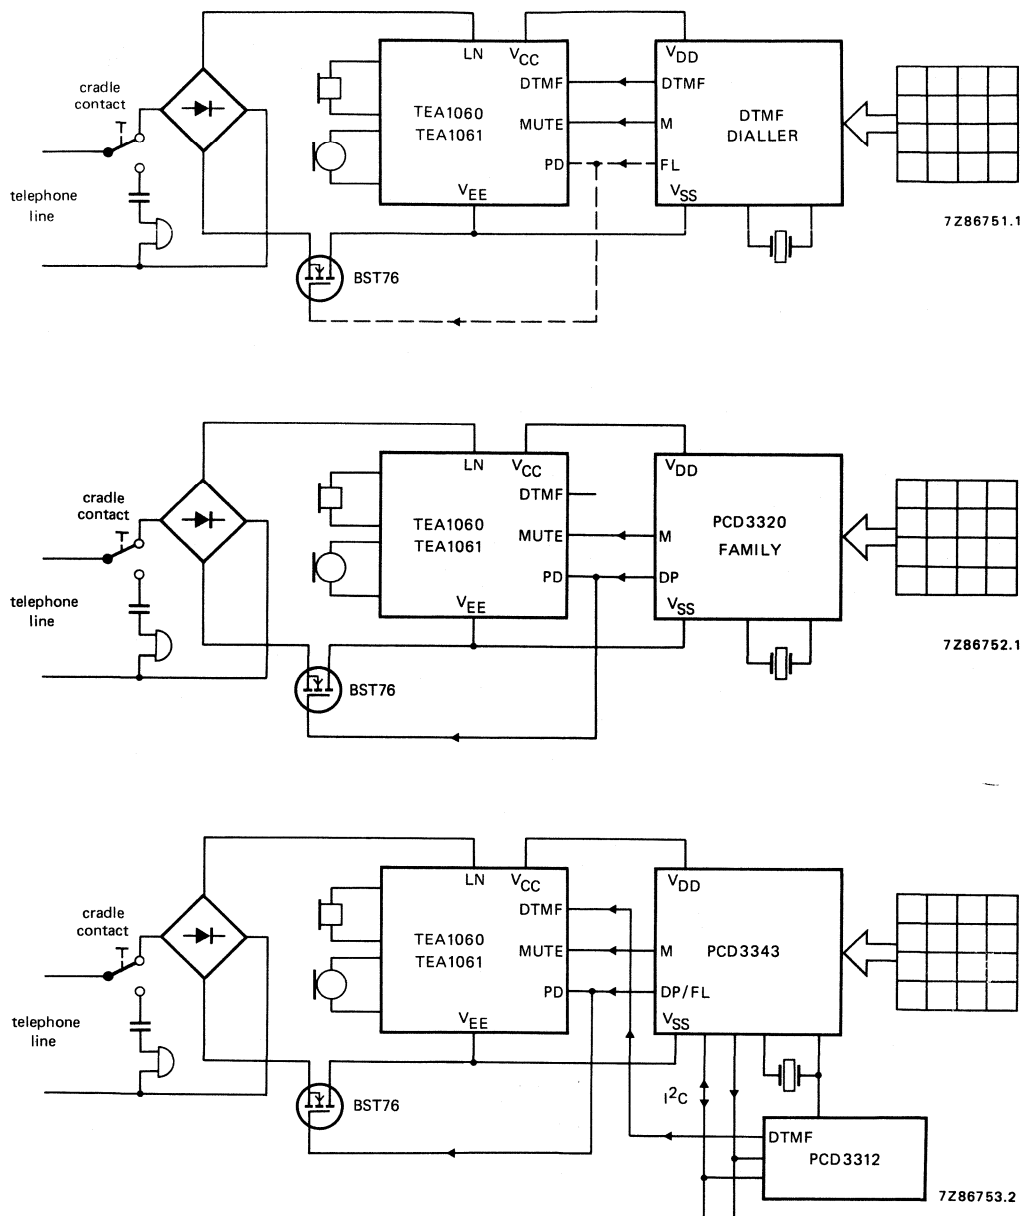 LN
VCC
VDD
cradle
contact
DTMF
DTMF
TEA1060
TEA1061
DTMF
DIALLER
MUTE
M
PD
FL
telephone
line
VEE
VSS
7Z86751.1
BST76
LN
VCC
VDD
cradle
contact
DTMF
TEA1060
TEA1061
PCD3320
FAMILY
MUTE
M
PD
DP
telephone
line
VEE
VSS
7Z86752.1
BST76
LN
VCC
VDD
cradle
contact
DTMF
TEA1060
TEA1061
PCD3343
MUTE
M
PD
DP/FL
telephone
line
VEE
VSS
BST76
I2C
DTMF
PCD3312
7Z86753.2